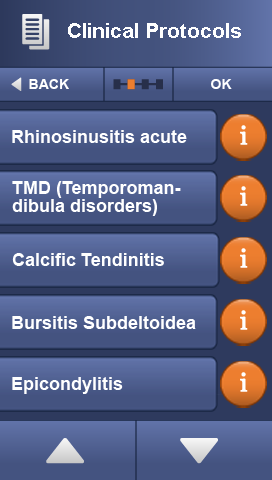 Clinical Protocols
BACK
OK
Rhinosinusitis acute
i
TMD (Temporoman-
dibula disorders)
i
Calcific Tendinitis
i
Bursitis Subdeltoidea
i
Epicondylitis
i